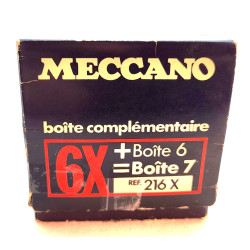 MECCANO
boîte complémentaire
6X +Boîte 6
=Boîte 7
REF. 216 X